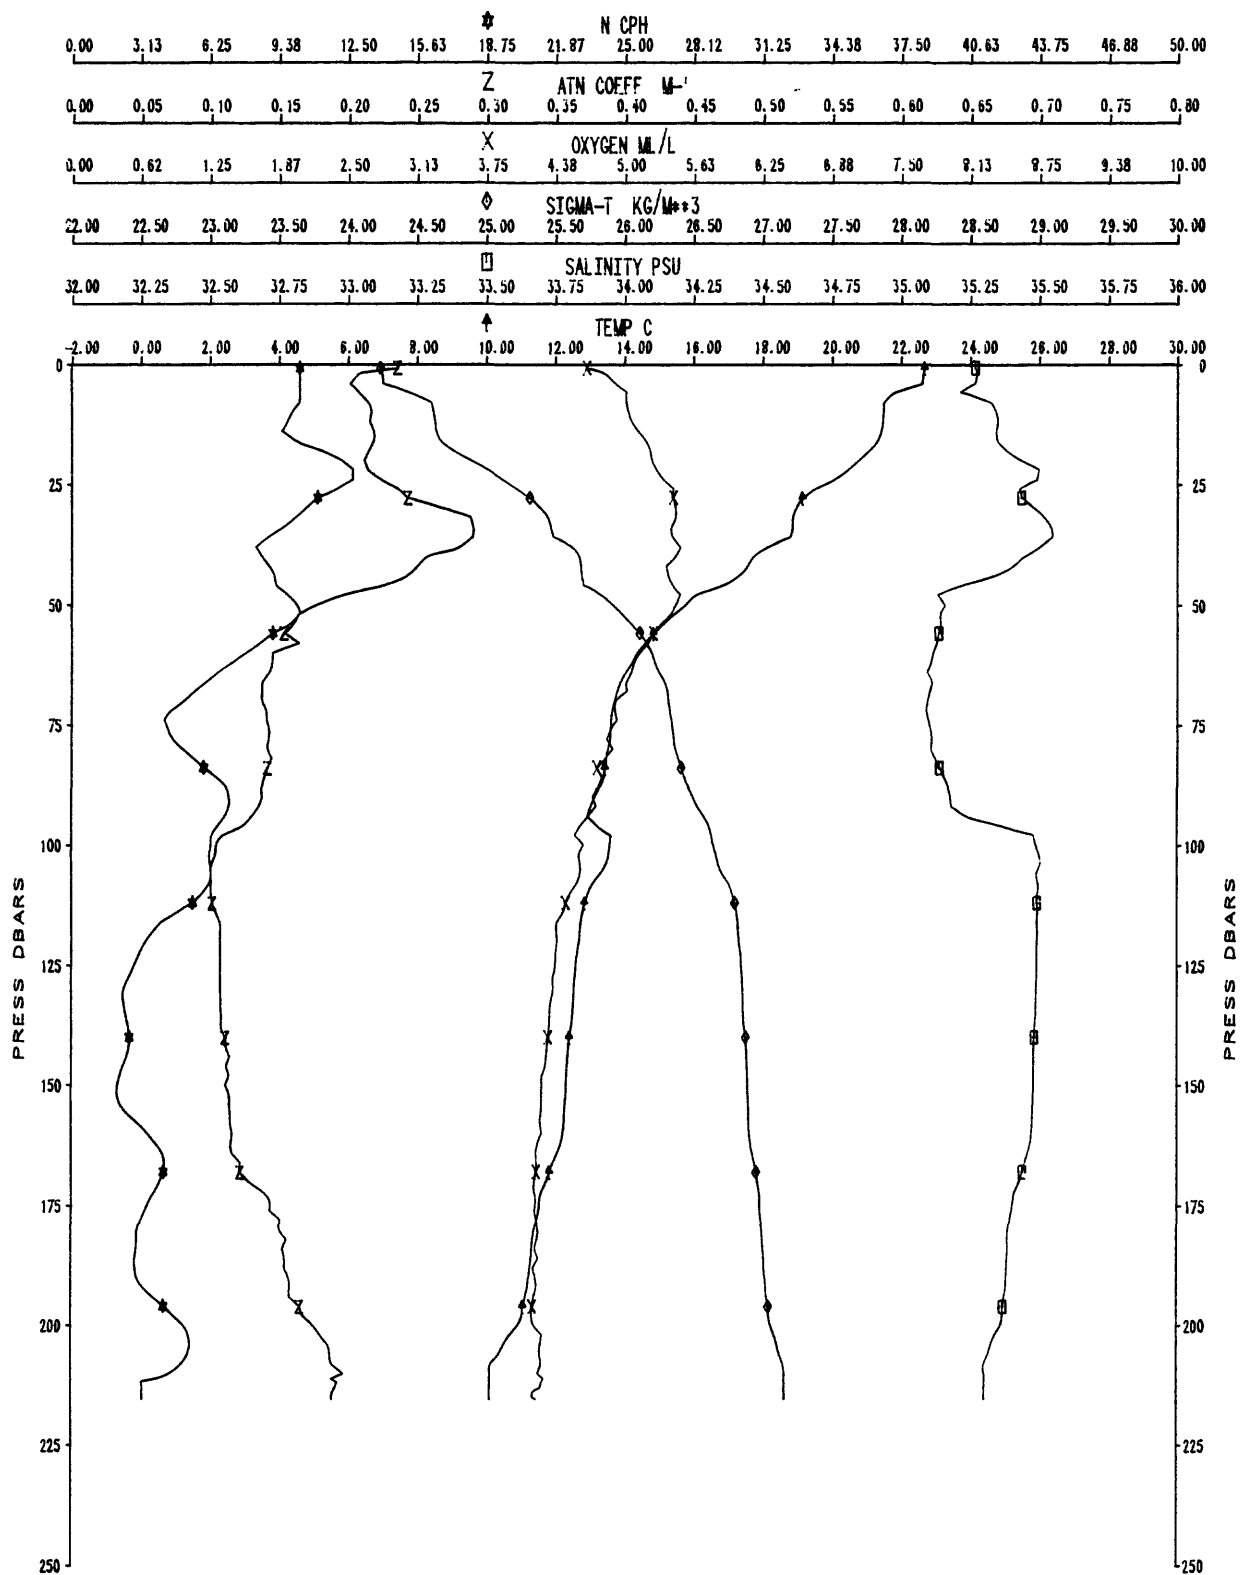 N CPH
0.00 3.13 6.25 9.38 12.50 15.63 18.75 21.87 25.00 28.12 31.25 34.38 37.50 40.63 43.75 46.88 50.00
Z ATN COEFF M-¹
0.00 0.05 0.10 0.15 0.20 0.25 0.30 0.35 0.40 0.45 0.50 0.55 0.60 0.65 0.70 0.75 0.80
X OXYGEN ML/L
0.00 0.62 1.25 1.87 2.50 3.13 3.75 4.38 5.00 5.63 6.25 6.88 7.50 8.13 8.75 9.38 10.00
SIGMA-T KG/M**3
22.00 22.50 23.00 23.50 24.00 24.50 25.00 25.50 26.00 26.50 27.00 27.50 28.00 28.50 29.00 29.50 30.00
SALINITY PSU
32.00 32.25 32.50 32.75 33.00 33.25 33.50 33.75 34.00 34.25 34.50 34.75 35.00 35.25 35.50 35.75 36.00
TEMP C
-2.00 0.00 2.00 4.00 6.00 8.00 10.00 12.00 14.00 16.00 18.00 20.00 22.00 24.00 26.00 28.00 30.00
0 0
25 25
50 50
75 75
100 100
PRESS DBARS PRESS DBARS
125 125
150 150
175 175
200 200
225 225
250 250